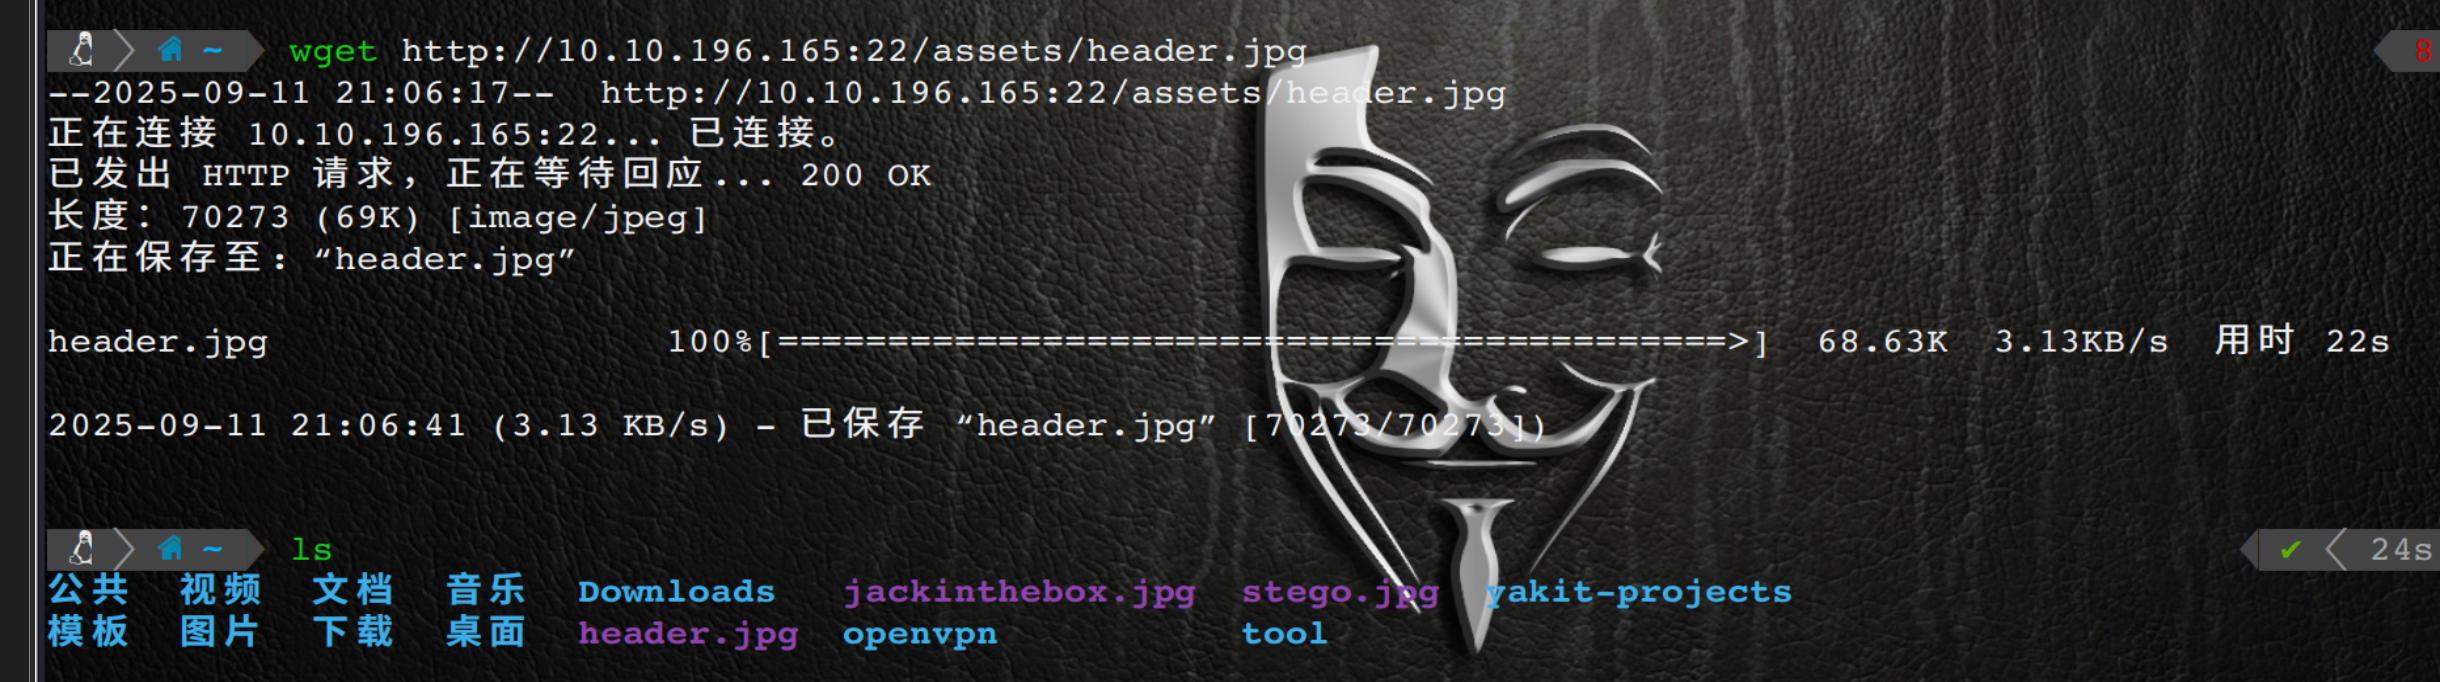 ~ wget http://10.10.196.165:22/assets/header.jpg 8
--2025-09-11 21:06:17--  http://10.10.196.165:22/assets/header.jpg
正在连接 10.10.196.165:22... 已连接。
已发出 HTTP 请求，正在等待回应... 200 OK
长度：70273 (69K) [image/jpeg]
正在保存至: “header.jpg”
header.jpg 100%[===========================================>] 68.63K 3.13KB/s 用时 22s
2025-09-11 21:06:41 (3.13 KB/s) - 已保存 “header.jpg” [70273/70273])
~ ls ✔ 24s
公共 视频 文档 音乐 Downloads jackinthebox.jpg stego.jpg yakit-projects
模板 图片 下载 桌面 header.jpg openvpn tool